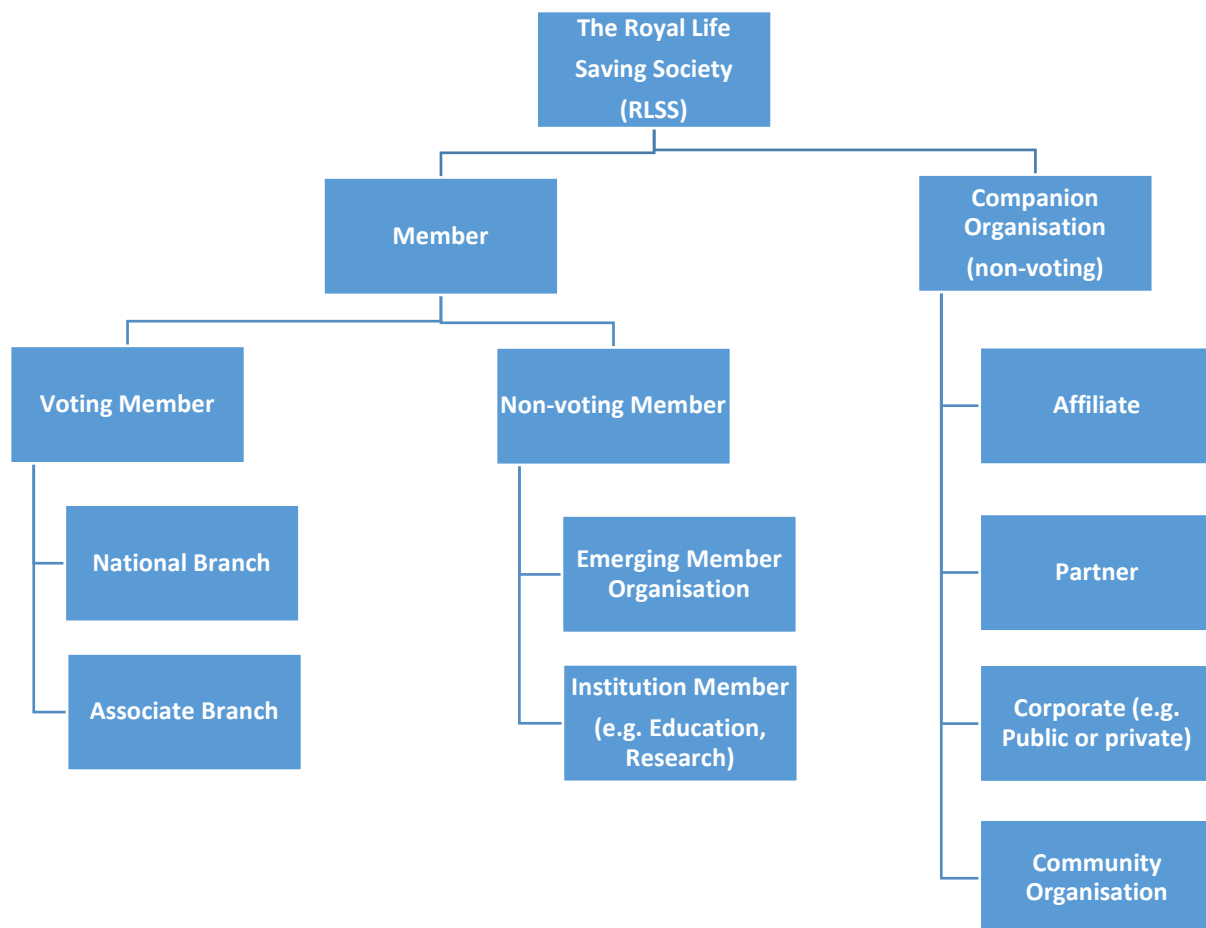 The Royal Life
Saving Society
(RLSS)
Member
Companion
Organisation
(non-voting)
Voting Member
Non-voting Member
Affiliate
National Branch
Emerging Member
Organisation
Partner
Associate Branch
Institution Member
(e.g. Education,
Research)
Corporate (e.g.
Public or private)
Community
Organisation